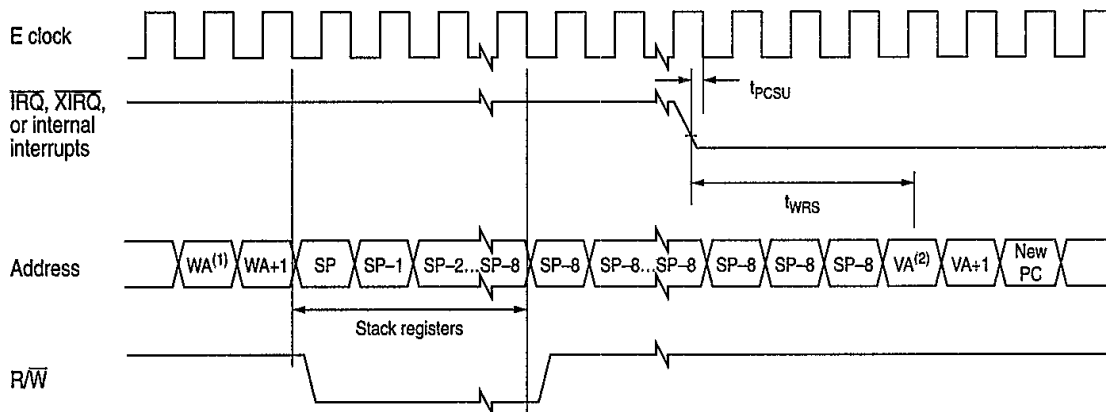 E clock
t_PCSU
I̅R̅Q̅, X̅I̅R̅Q̅,
or internal
interrupts
t_WRS
Address
WA(1) WA+1 SP SP–1 SP–2...SP–8 SP–8 SP–8...SP–8 SP–8 SP–8 SP–8 VA(2) VA+1 New PC
Stack registers
R/W̅